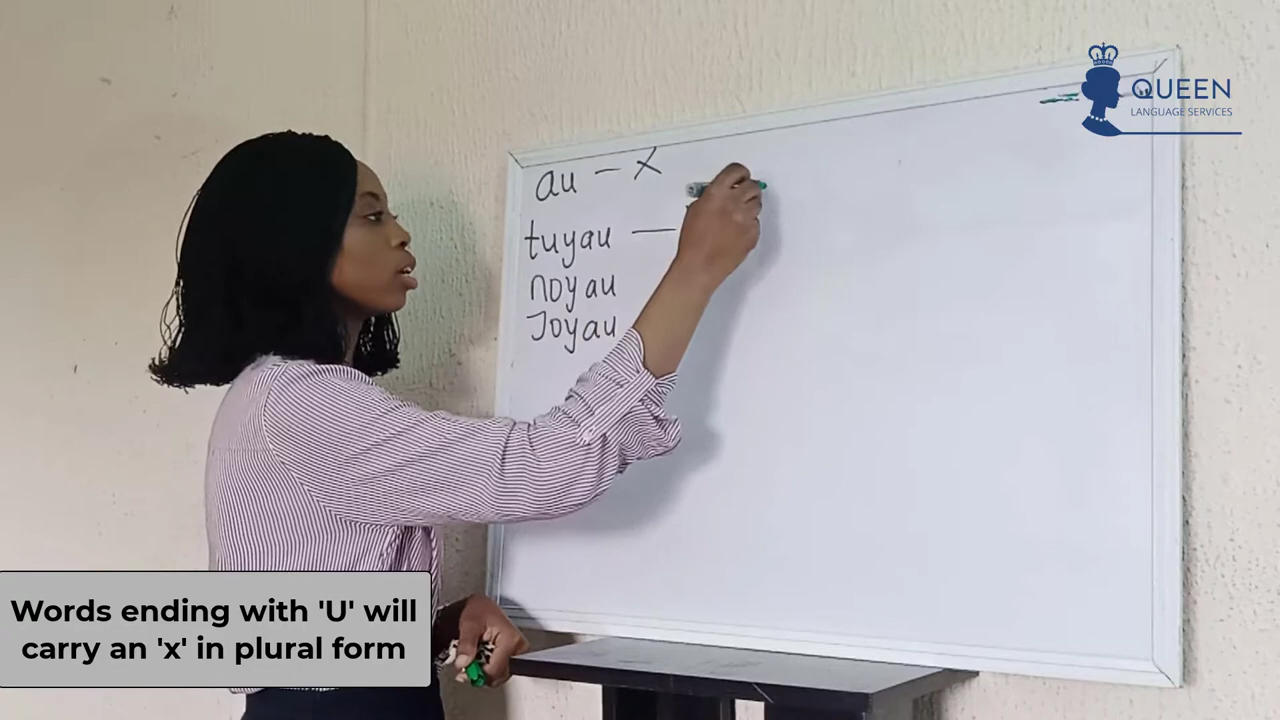 QUEEN
LANGUAGE SERVICES
au – x
tuyau —
noyau
Joyau
Words ending with 'U' will
carry an 'x' in plural form